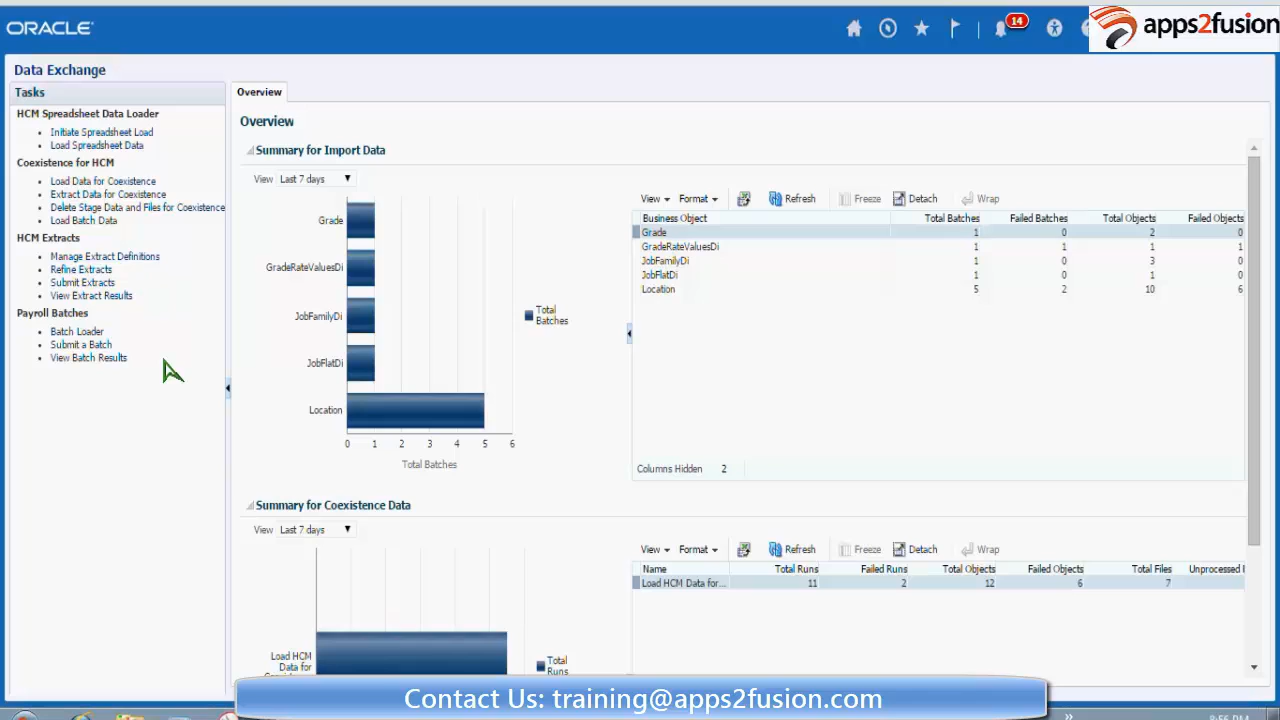 ORACLE
14
apps2fusion
Data Exchange
Tasks
HCM Spreadsheet Data Loader
Initiate Spreadsheet Load
Load Spreadsheet Data
Coexistence for HCM
Load Data for Coexistence
Extract Data for Coexistence
Delete Stage Data and Files for Coexistence
Load Batch Data
HCM Extracts
Manage Extract Definitions
Refine Extracts
Submit Extracts
View Extract Results
Payroll Batches
Batch Loader
Submit a Batch
View Batch Results
Overview
Overview
Summary for Import Data
View Last 7 days
Grade
GradeRateValuesDi
JobFamilyDi
JobFlatDi
Location
0 1 2 3 4 5 6
Total Batches
Total
Batches
View Format Refresh Freeze Detach Wrap
Business Object Total Batches Failed Batches Total Objects Failed Objects
Grade 1 0 2 0
GradeRateValuesDi 1 1 1 1
JobFamilyDi 1 0 3 0
JobFlatDi 1 0 1 0
Location 5 2 10 6
Columns Hidden 2
Summary for Coexistence Data
View Last 7 days
Load HCM
Data for
Total
Runs
View Format Refresh Freeze Detach Wrap
Name Total Runs Failed Runs Total Objects Failed Objects Total Files Unprocessed
Load HCM Data for... 11 2 12 6 7
Contact Us: training@apps2fusion.com